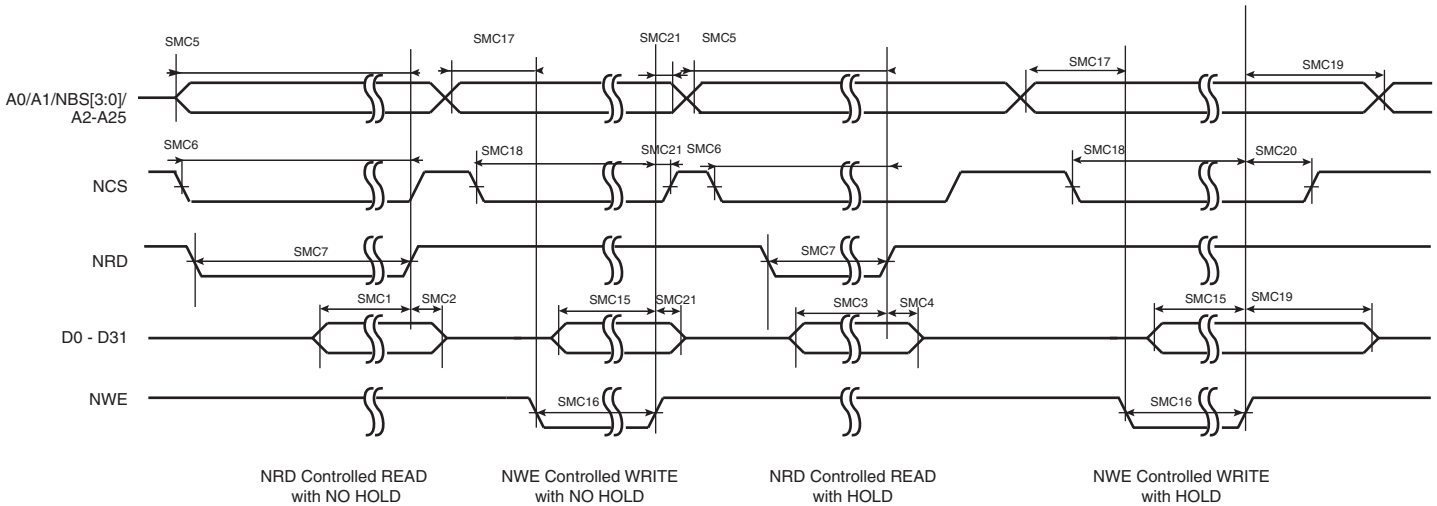 SMC5
SMC17
SMC21
SMC5
SMC17
SMC19
A0/A1/NBS[3:0]/
A2-A25
SMC6
SMC18
SMC21
SMC6
SMC18
SMC20
NCS
NRD
SMC7
SMC7
SMC1
SMC2
SMC15
SMC21
SMC3
SMC4
SMC15
SMC19
D0 - D31
NWE
SMC16
SMC16
NRD Controlled READ
with NO HOLD
NWE Controlled WRITE
with NO HOLD
NRD Controlled READ
with HOLD
NWE Controlled WRITE
with HOLD